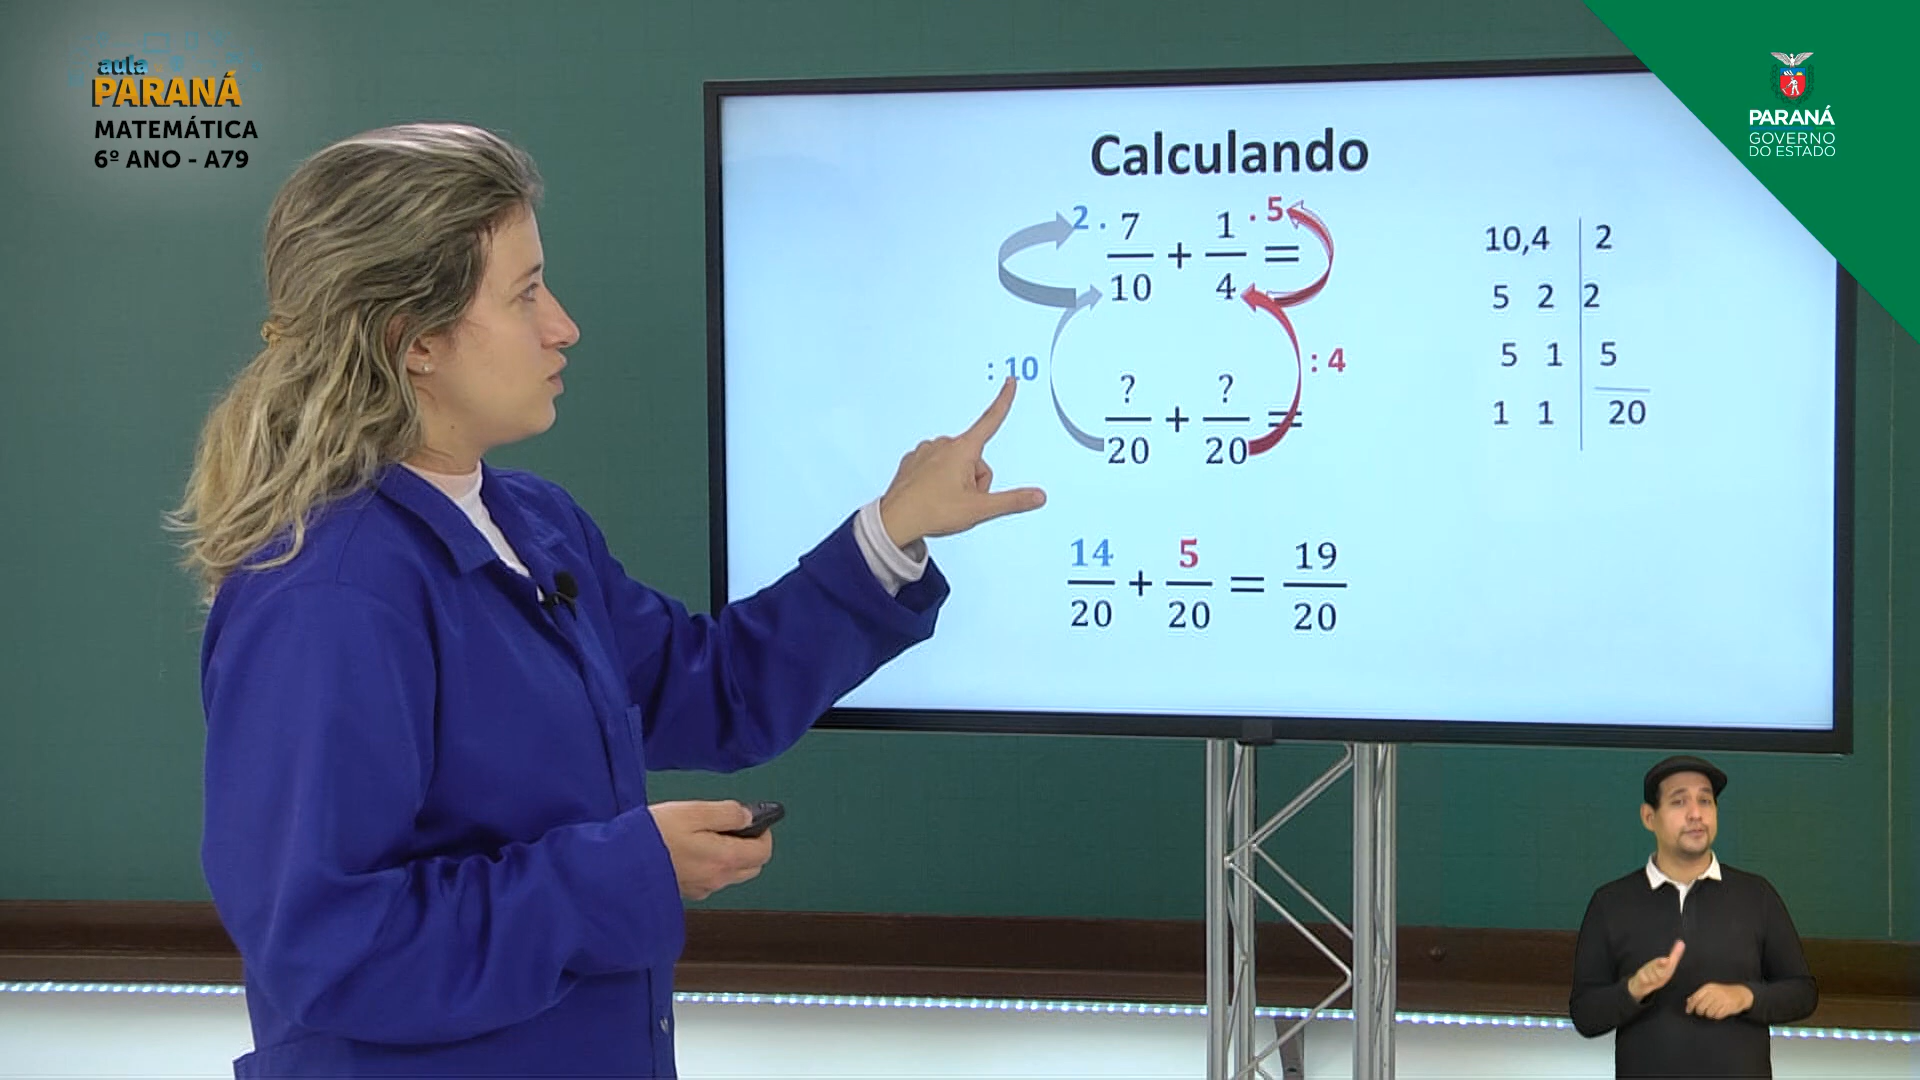 aula
PARANÁ
MATEMÁTICA
6º ANO - A79
PARANÁ
GOVERNO
DO ESTADO
Calculando
2 . 7/10 + 1/4 . 5 =
: 10
: 4
?/20 + ?/20 =
14/20 + 5/20 = 19/20
10,4 | 2
5 2 | 2
5 1 | 5
1 1 | 20